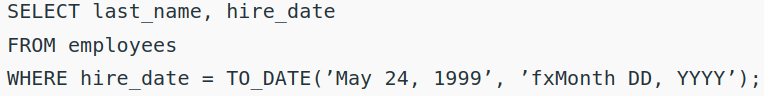 SELECT last_name, hire_date
FROM employees
WHERE hire_date = TO_DATE(’May 24, 1999’, ’fxMonth DD, YYYY’);